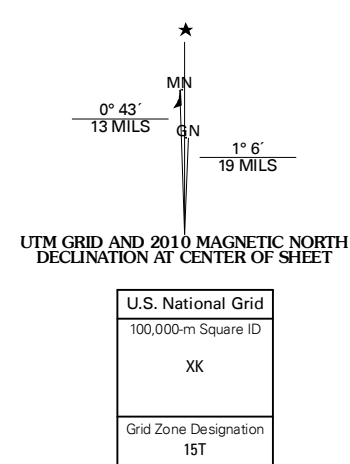 MN
0° 43´
13 MILS
GN
1° 6´
19 MILS
UTM GRID AND 2010 MAGNETIC NORTH
DECLINATION AT CENTER OF SHEET
U.S. National Grid
100,000-m Square ID
XK
Grid Zone Designation
15T